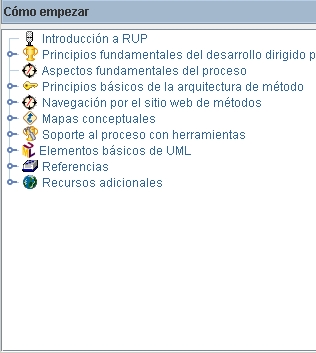 Cómo empezar
Introducción a RUP
Principios fundamentales del desarrollo dirigido p
Aspectos fundamentales del proceso
Principios básicos de la arquitectura de método
Navegación por el sitio web de métodos
Mapas conceptuales
Soporte al proceso con herramientas
Elementos básicos de UML
Referencias
Recursos adicionales